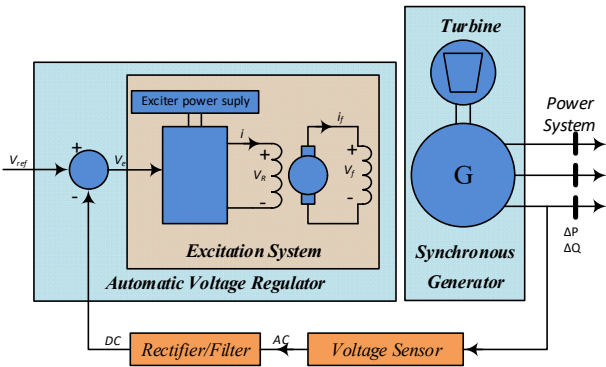 Turbine
Power
System
Exciter power suply
V_ref
+
-
V_e
i
+
V_R
-
i_f
+
V_f
-
G
Excitation System
Automatic Voltage Regulator
Synchronous
Generator
ΔP
ΔQ
DC
Rectifier/Filter
AC
Voltage Sensor